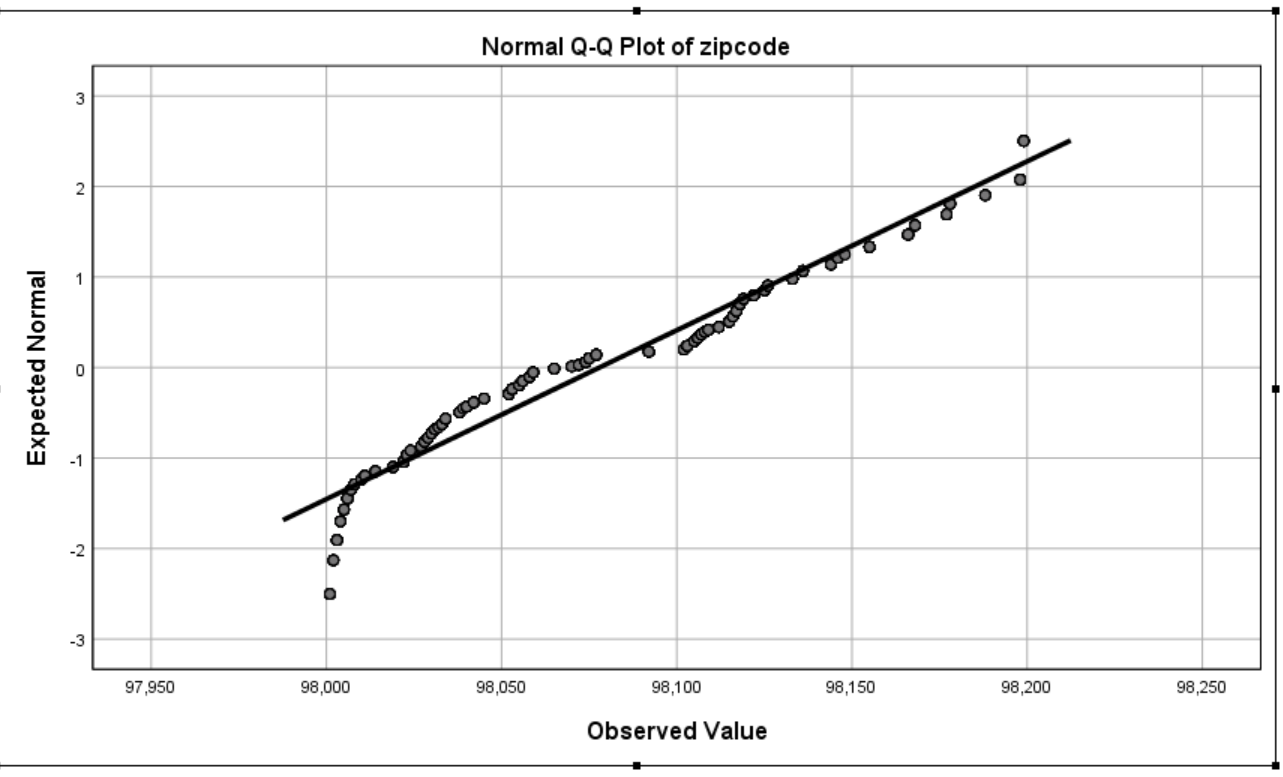 Normal Q-Q Plot of zipcode
3
2
1
0
-1
-2
-3
Expected Normal
97,950 98,000 98,050 98,100 98,150 98,200 98,250
Observed Value